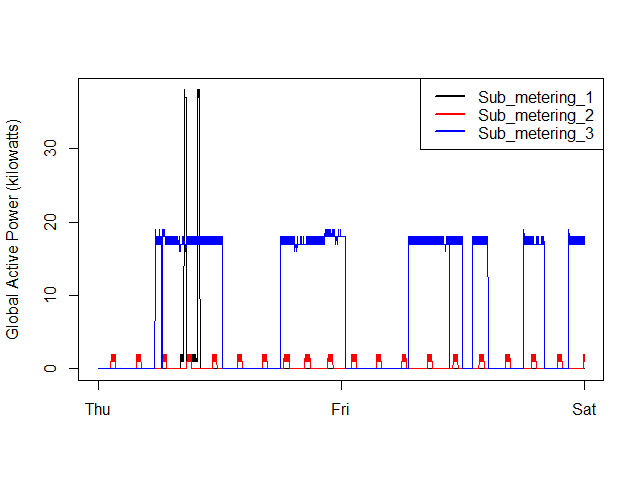 Sub_metering_1
Sub_metering_2
Sub_metering_3
Global Active Power (kilowatts)
30
20
10
0
Thu Fri Sat